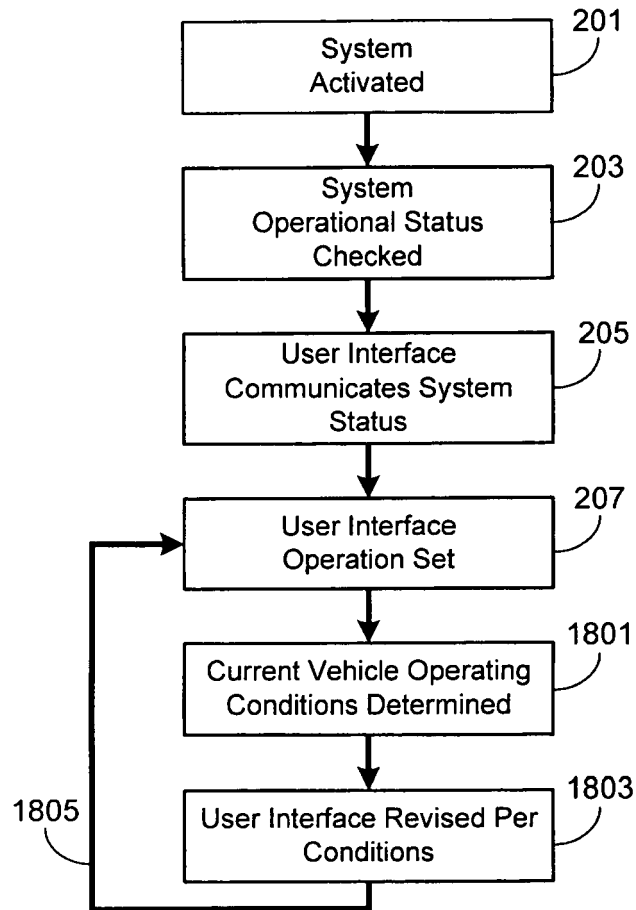 System
Activated
201
System
Operational Status
Checked
203
User Interface
Communicates System
Status
205
User Interface
Operation Set
207
Current Vehicle Operating
Conditions Determined
1801
User Interface Revised Per
Conditions
1803
1805